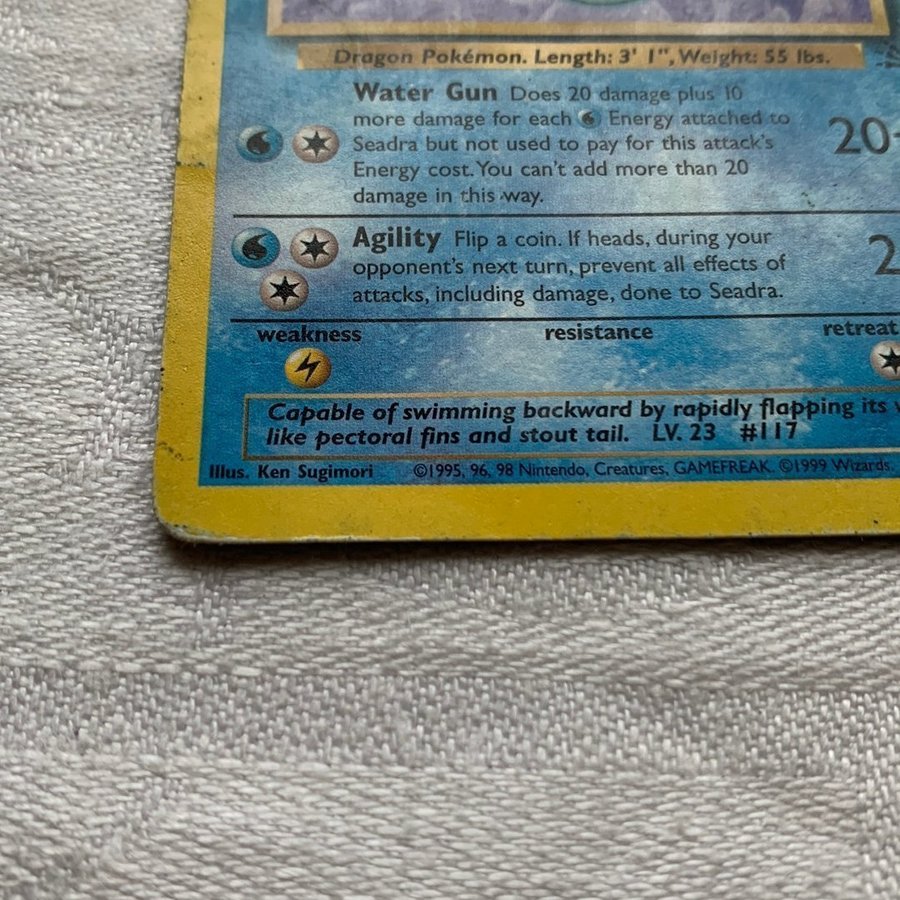 Dragon Pokémon. Length: 3' 1", Weight: 55 lbs.
Water Gun Does 20 damage plus 10
more damage for each Energy attached to
Seadra but not used to pay for this attack's
Energy cost. You can't add more than 20
damage in this way.
20
Agility Flip a coin. If heads, during your
opponent's next turn, prevent all effects of
attacks, including damage, done to Seadra.
2
weakness resistance retreat
Capable of swimming backward by rapidly flapping its
like pectoral fins and stout tail. LV. 23 #117
Illus. Ken Sugimori ©1995, 96, 98 Nintendo, Creatures, GAMEFREAK. ©1999 Wizards.